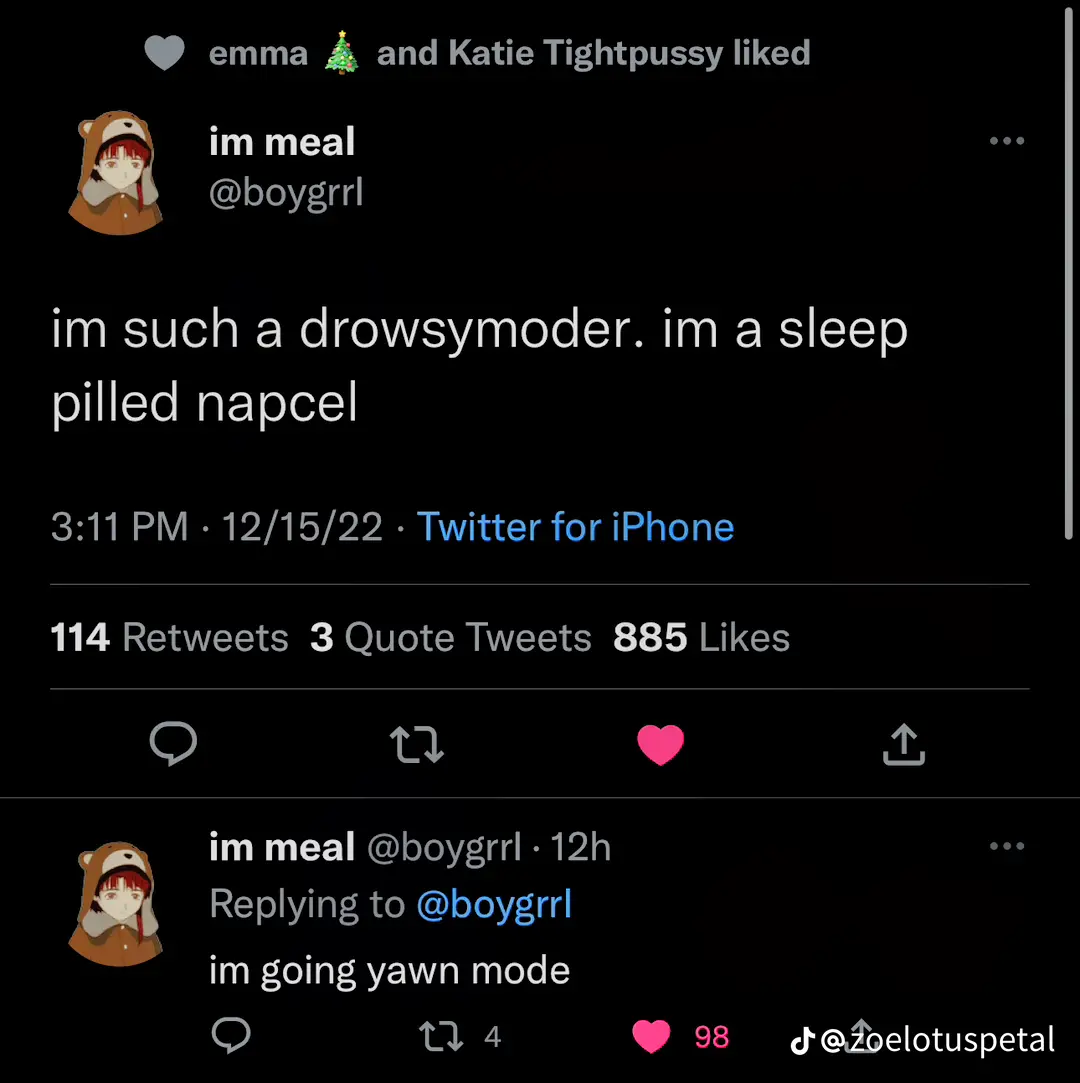 emma 🎄 and Katie Tightpussy liked
im meal
@boygrrl
im such a drowsymoder. im a sleep
pilled napcel
3:11 PM · 12/15/22 · Twitter for iPhone
114 Retweets 3 Quote Tweets 885 Likes
im meal @boygrrl · 12h
Replying to @boygrrl
im going yawn mode
4 98
@zoelotuspetal